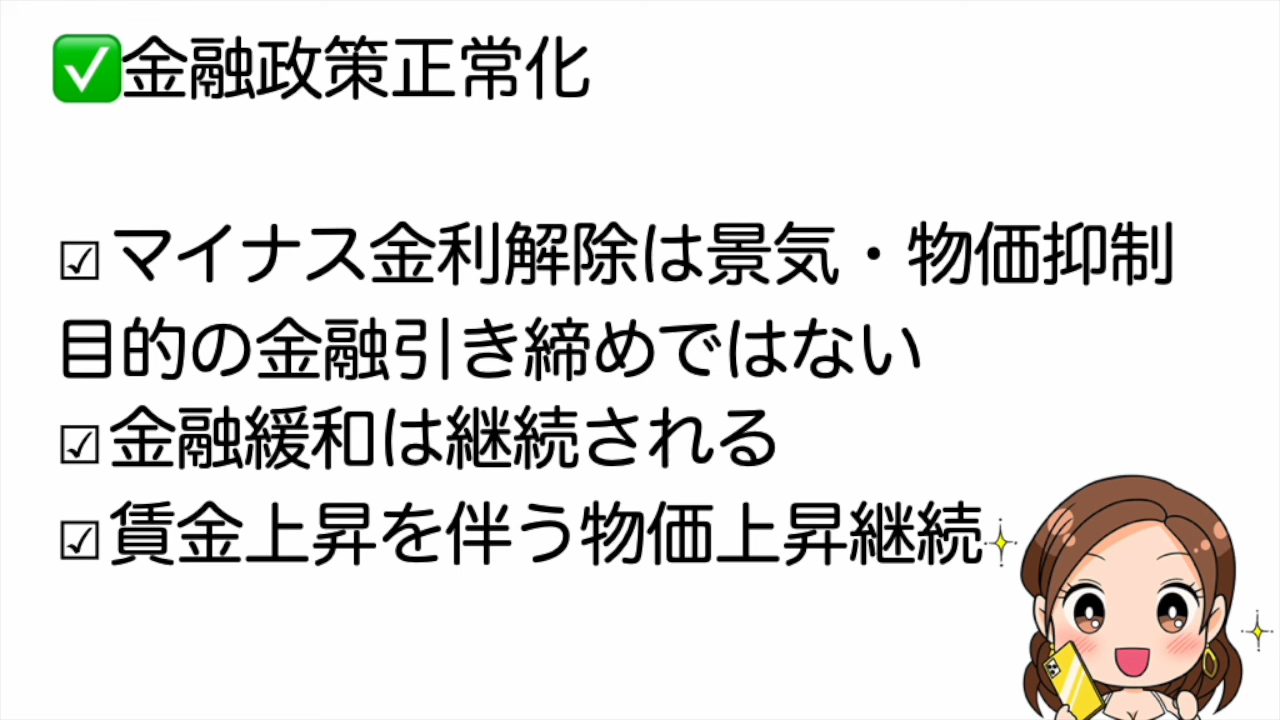 ✅金融政策正常化
☑マイナス金利解除は景気・物価抑制
目的の金融引き締めではない
☑金融緩和は継続される
☑賃金上昇を伴う物価上昇継続